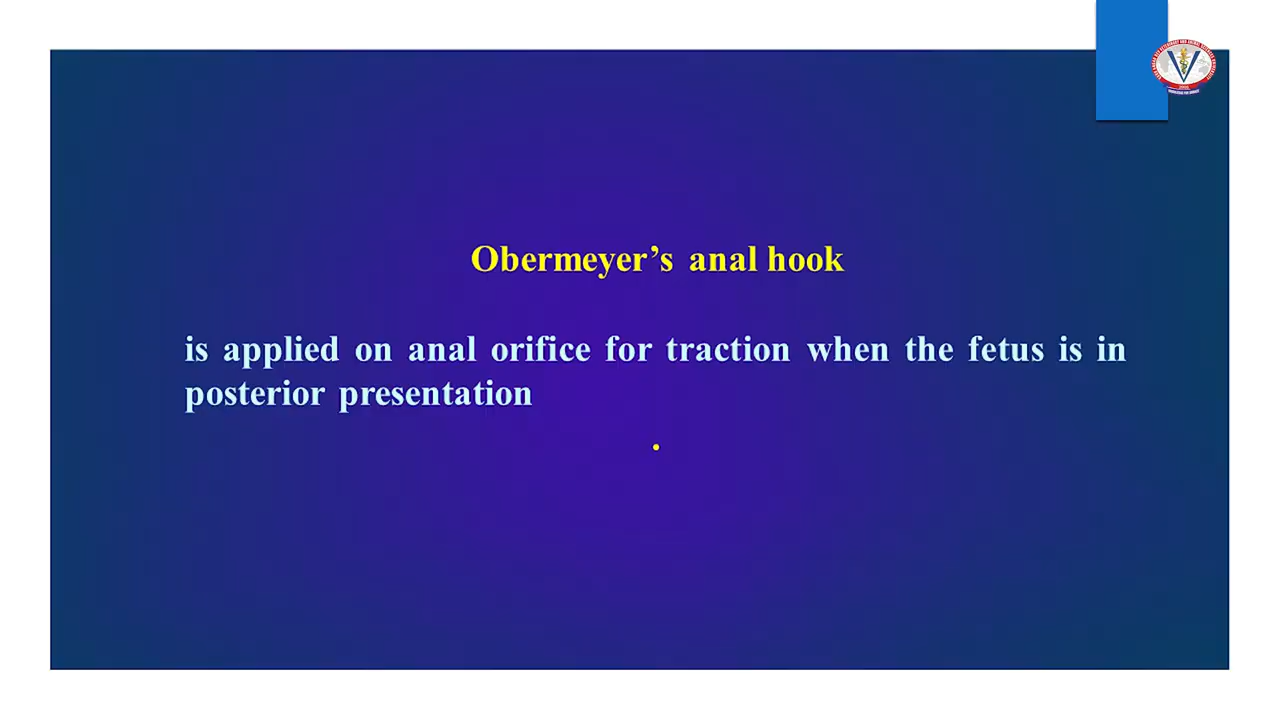 Obermeyer’s anal hook
is applied on anal orifice for traction when the fetus is in
posterior presentation
.